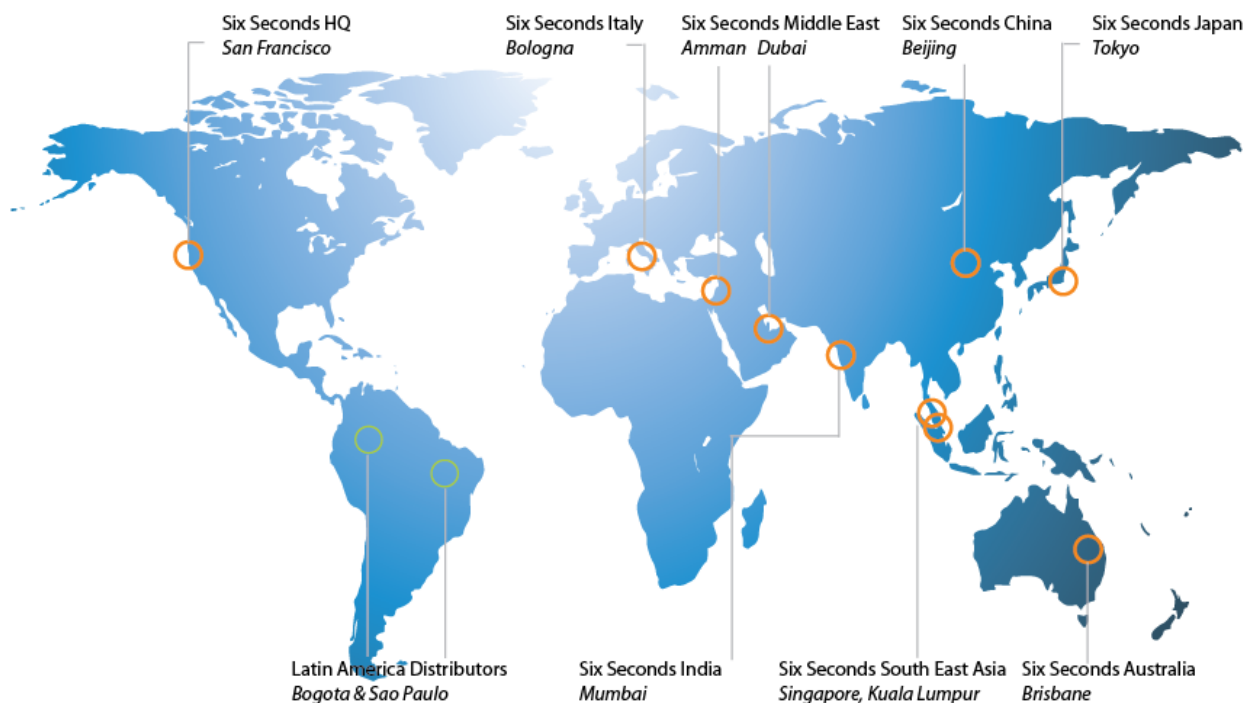 Six Seconds HQ
San Francisco
Six Seconds Italy
Bologna
Six Seconds Middle East
Amman Dubai
Six Seconds China
Beijing
Six Seconds Japan
Tokyo
Latin America Distributors
Bogota & Sao Paulo
Six Seconds India
Mumbai
Six Seconds South East Asia
Singapore, Kuala Lumpur
Six Seconds Australia
Brisbane